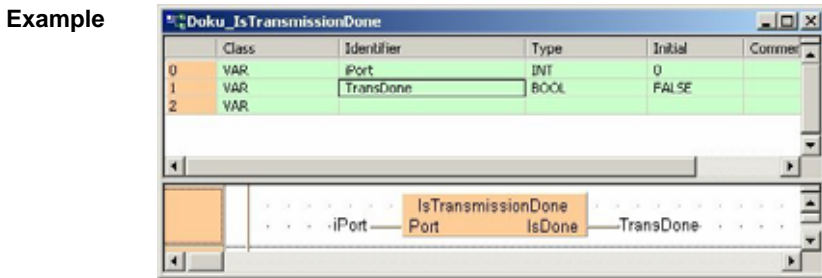 Example
Doku_IsTransmissionDone
Class Identifier Type Initial Commer
0 VAR iPort INT 0
1 VAR TransDone BOOL FALSE
2 VAR
IsTransmissionDone
iPort Port IsDone TransDone